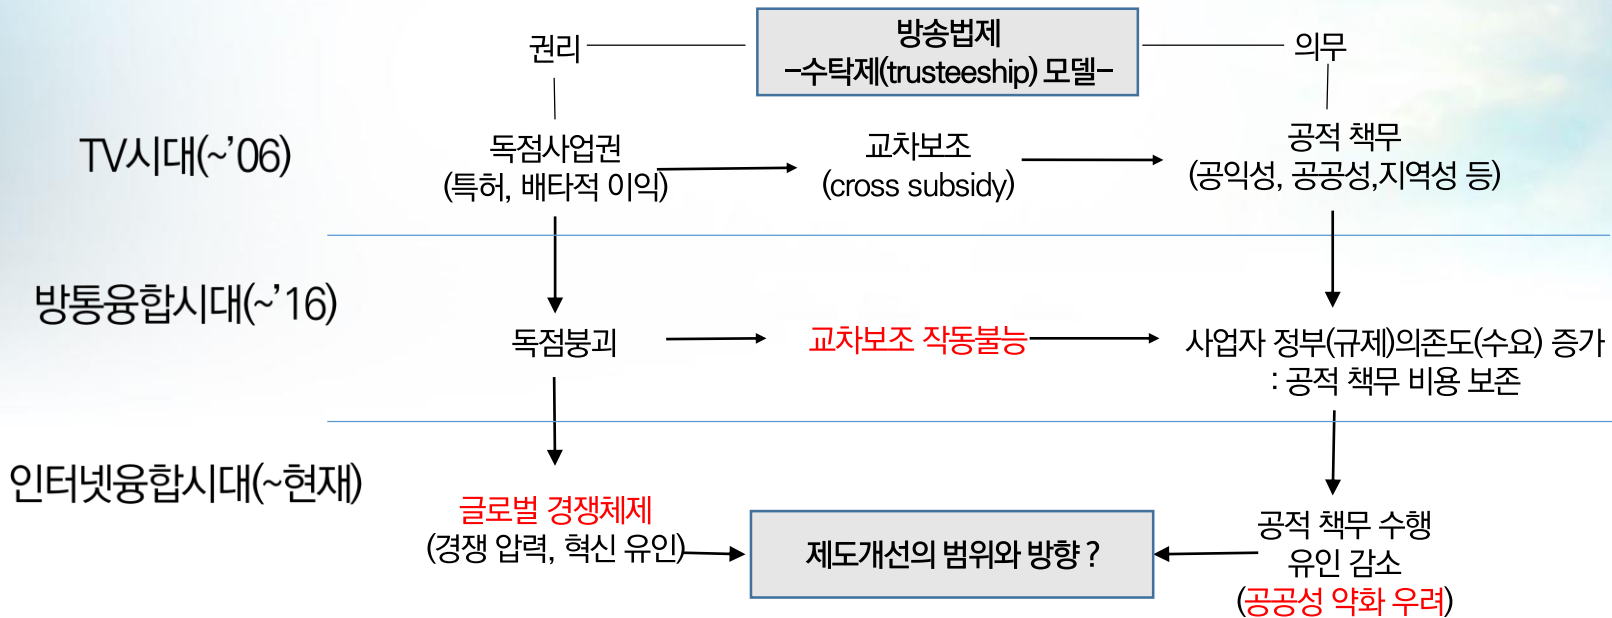 방송법제
권리
의무
-수탁제(trusteeship) 모델-
TV시대(~’06)
독점사업권
(특허, 배타적 이익)
교차보조
(cross subsidy)
공적 책무
(공익성, 공공성,지역성 등)
방통융합시대(~’16)
독점붕괴
교차보조 작동불능
사업자 정부(규제)의존도(수요) 증가
: 공적 책무 비용 보존
인터넷융합시대(~현재)
글로벌 경쟁체제
(경쟁 압력, 혁신 유인)
제도개선의 범위와 방향 ?
공적 책무 수행
유인 감소
(공공성 약화 우려)